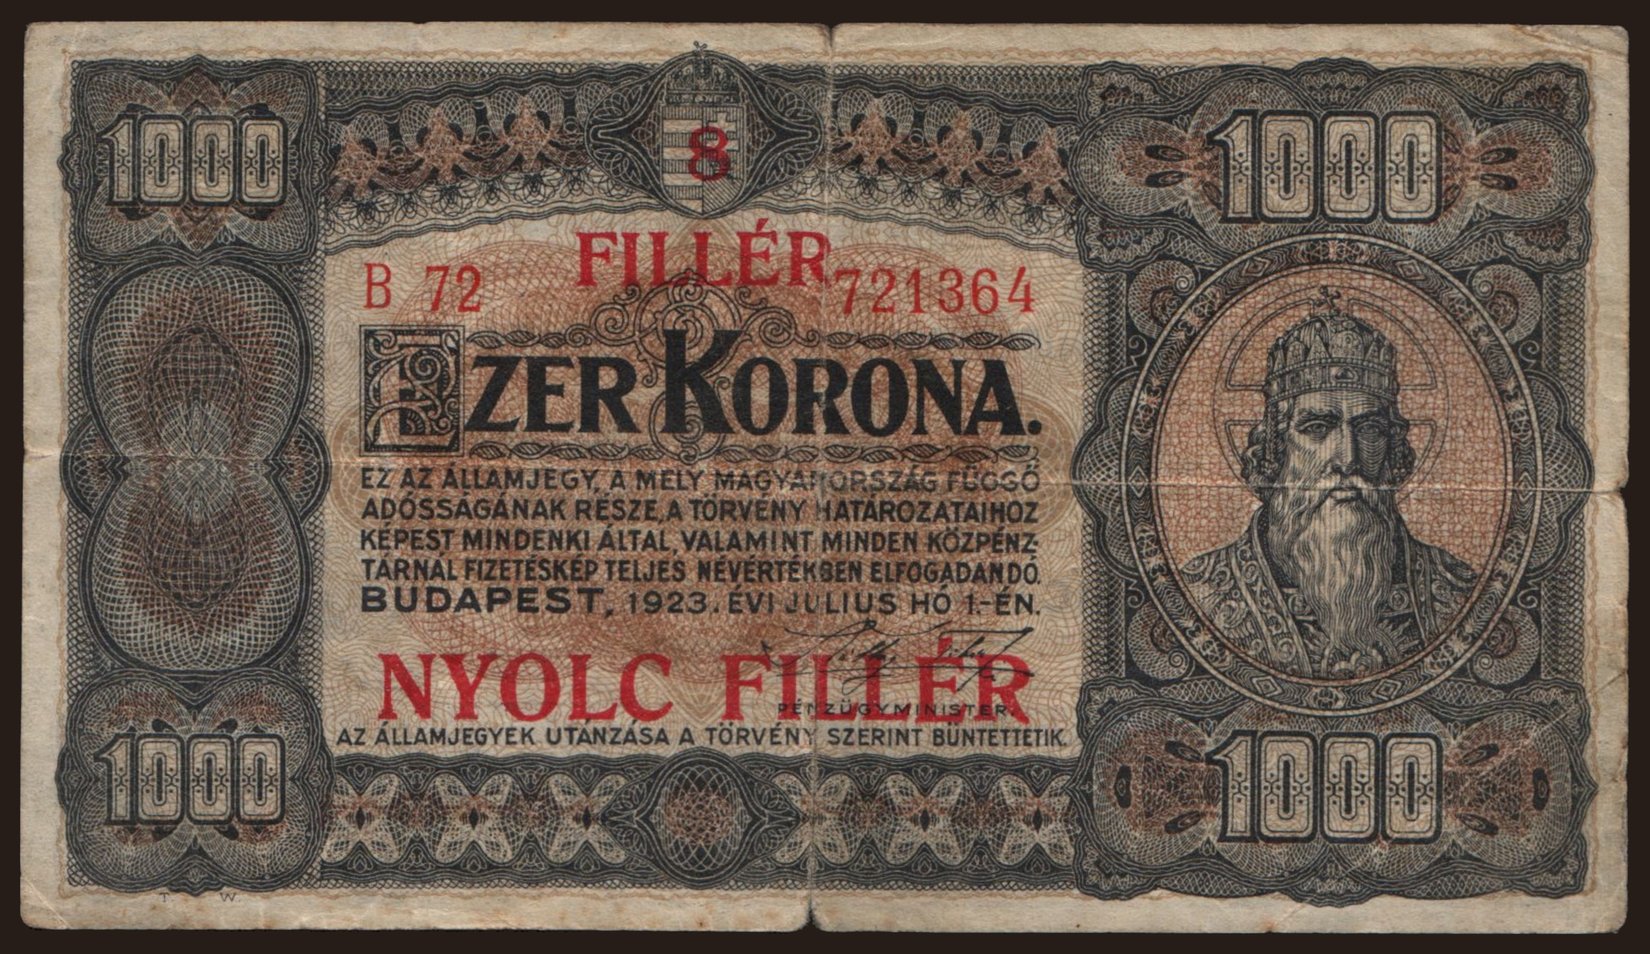 1000
8
1000
FILLÉR
B 72 721364
EZER KORONA.
EZ AZ ÁLLAMJEGY, A MELY MAGYARORSZÁG FÜGGŐ
ADÓSSÁGÁNAK RÉSZE, A TÖRVÉNY HATÁROZATAIHOZ
KÉPEST MINDENKI ÁLTAL, VALAMINT MINDEN KÖZPÉNZ-
TÁRNÁL FIZETÉSKÉP TELJES NÉVÉRTÉKBEN ELFOGADANDÓ.
BUDAPEST, 1923. ÉVI JULIUS HÓ 1.-ÉN.
NYOLC FILLÉR
PÉNZÜGYMINISTER.
AZ ÁLLAMJEGYEK UTÁNZÁSA A TÖRVÉNY SZERINT BÜNTETTETIK.
1000
1000
T. W.